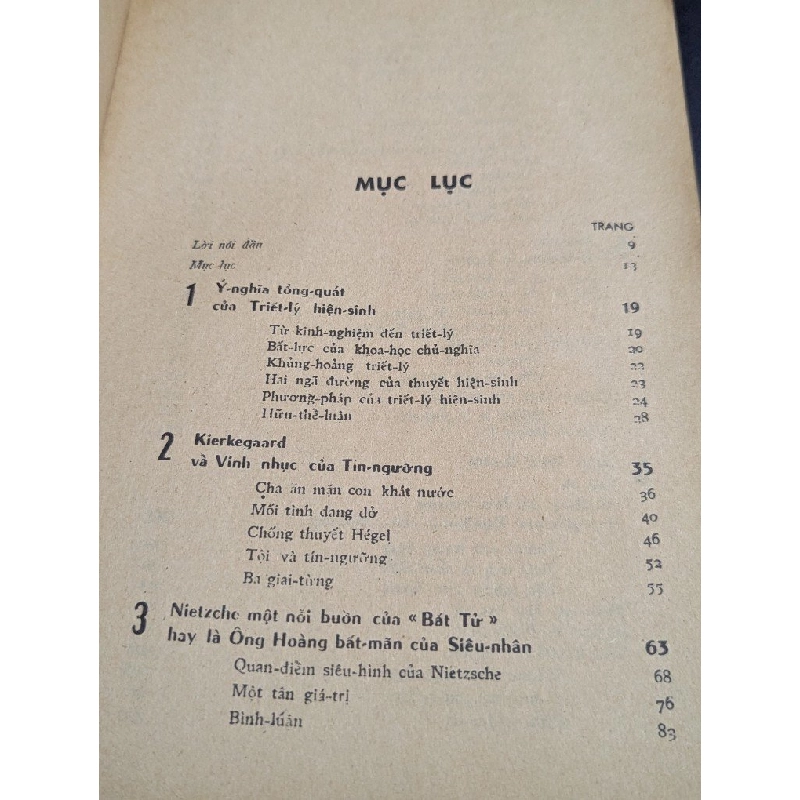 MỤC LỤC
TRANG
Lời nói đầu 9
Mục lục 13
1 Ý-nghĩa tổng-quát
của Triết-lý hiện-sinh 19
Từ kinh-nghiệm đến triết-lý 19
Bất-lực của khoa-học chủ-nghĩa 20
Khủng-hoảng triết-lý 22
Hai ngã đường của thuyết hiện-sinh 23
Phương-pháp của triết-lý hiện-sinh 24
Hữu-thể-luận 28
2 Kierkegaard
và Vinh nhục của Tín-ngưỡng 35
Cha ăn mặn con khát nước 36
Mối tình dang dở 40
Chống thuyết Hégel 46
Tội và tín-ngưỡng 52
Ba giai-từng 55
3 Nietzche một nỗi buồn của « Bất Tử »
hay là Ông Hoàng bất-mãn của Siêu-nhân 63
Quan-điểm siêu-hình của Nietzsche 68
Một tân giá-trị 76
Bình-luận 83